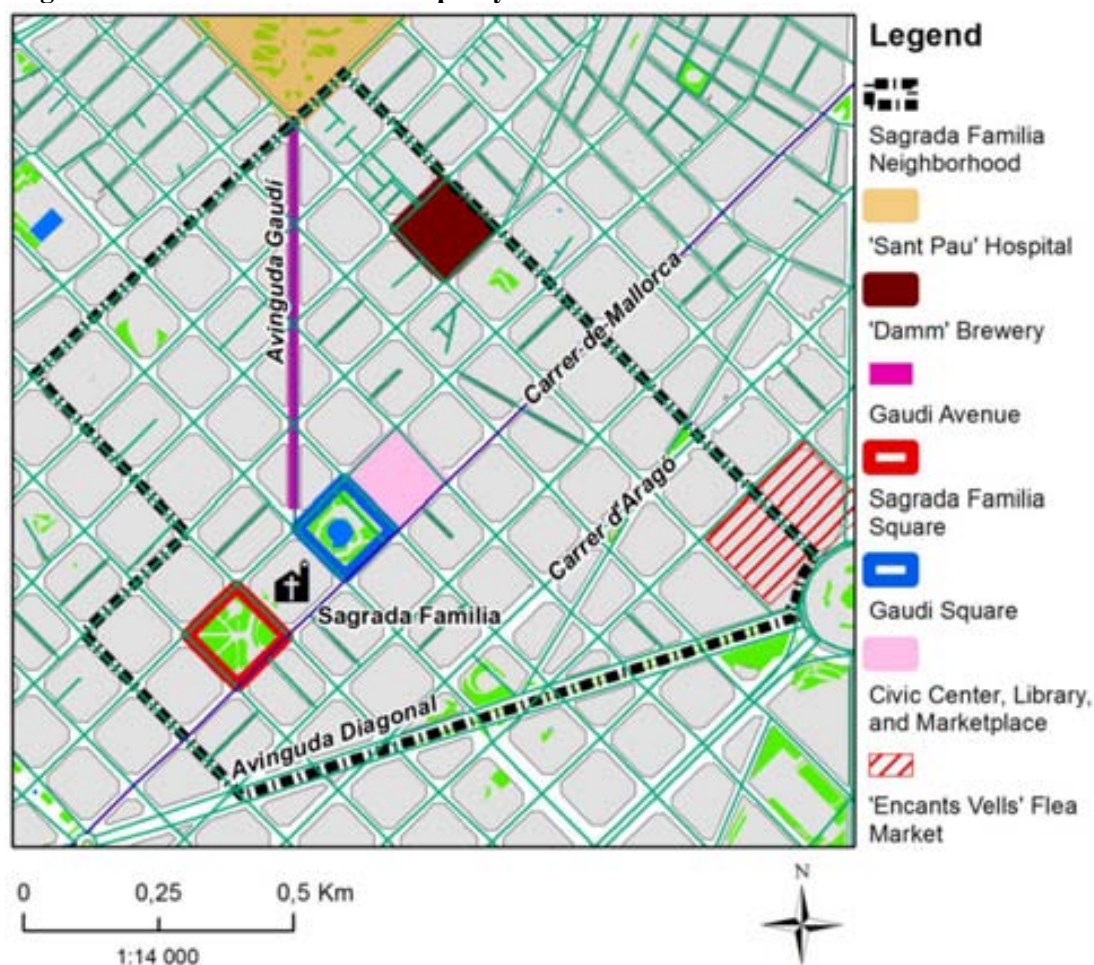 Avinguda Gaudí
Carrer de Mallorca
Carrer d'Aragó
Sagrada Familia
Avinguda Diagonal
Legend
Sagrada Familia
Neighborhood
'Sant Pau' Hospital
'Damm' Brewery
Gaudi Avenue
Sagrada Familia
Square
Gaudi Square
Civic Center, Library,
and Marketplace
'Encants Vells' Flea
Market
0 0,25 0,5 Km
1:14 000
N